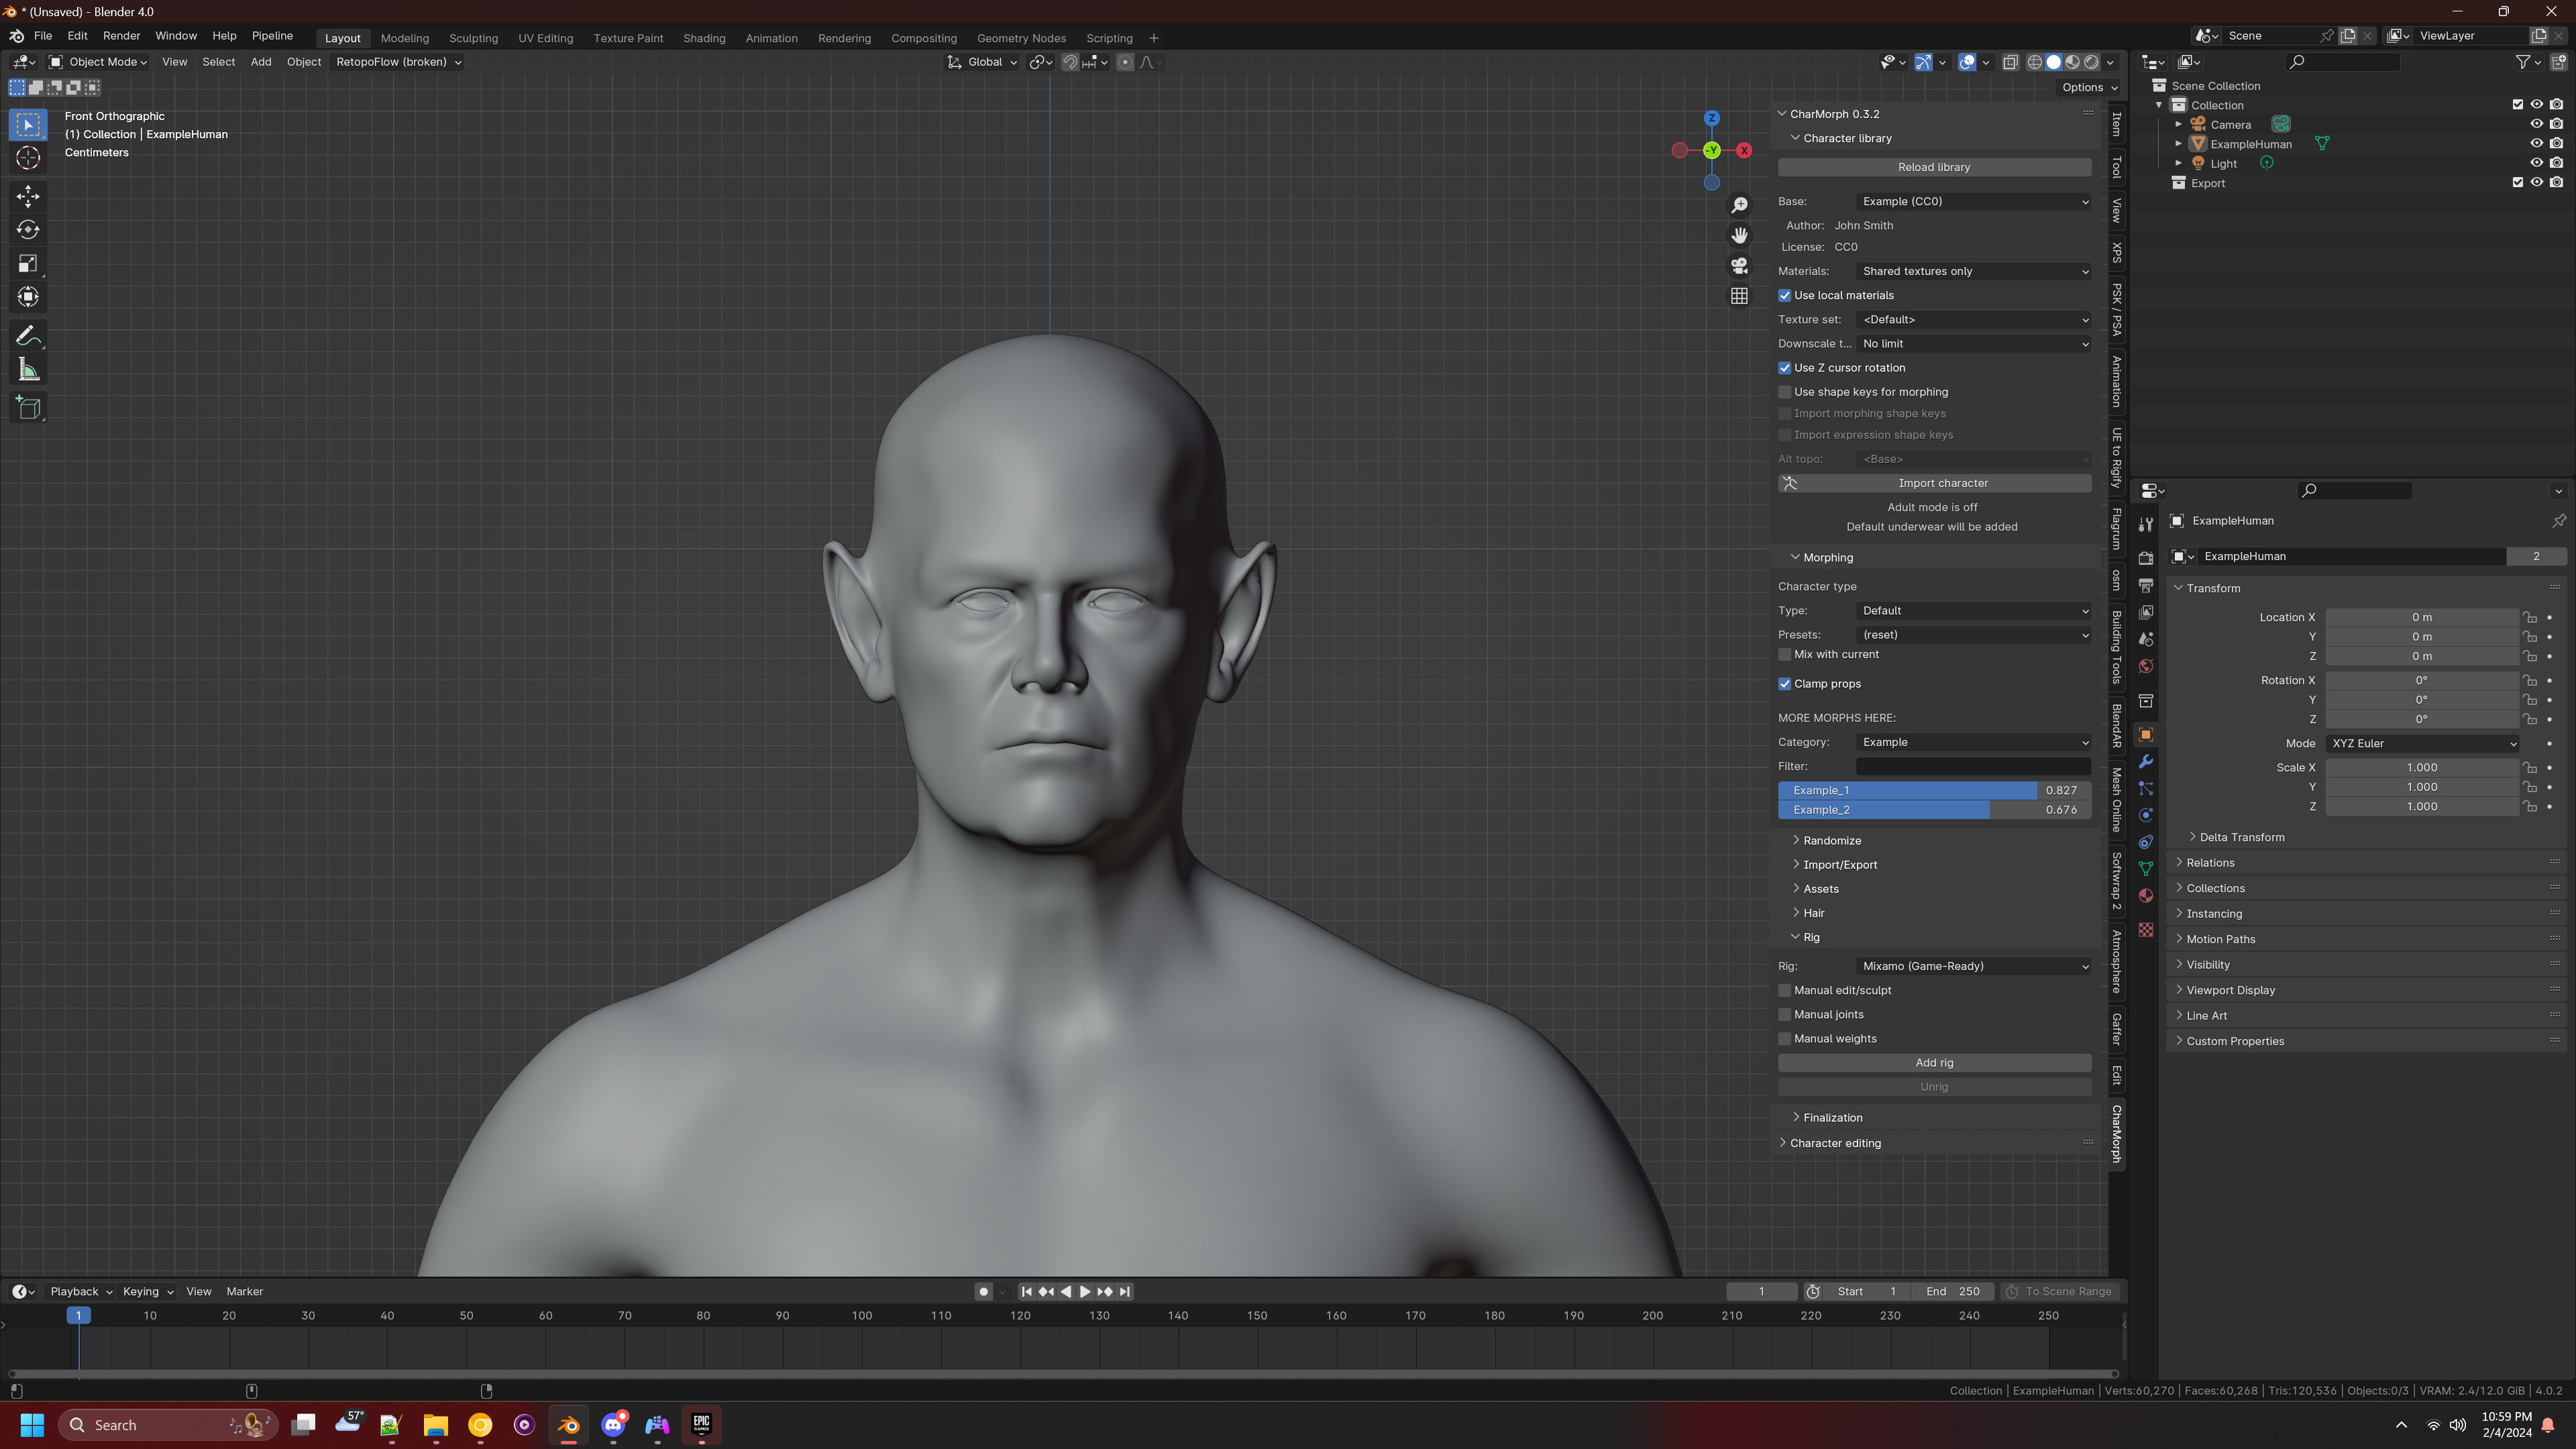 * (Unsaved) - Blender 4.0
File Edit Render Window Help Pipeline Layout Modeling Sculpting UV Editing Texture Paint Shading Animation Rendering Compositing Geometry Nodes Scripting + Scene ViewLayer
Object Mode View Select Add Object RetopoFlow (broken) Global
Options
Front Orthographic
(1) Collection | ExampleHuman
Centimeters
Z
-Y
X
CharMorph 0.3.2
Character library
Reload library
Base: Example (CC0)
Author: John Smith
License: CC0
Materials: Shared textures only
Use local materials
Texture set: <Default>
Downscale t... No limit
Use Z cursor rotation
Use shape keys for morphing
Import morphing shape keys
Import expression shape keys
Alt topo: <Base>
Import character
Adult mode is off
Default underwear will be added
Morphing
Character type
Type: Default
Presets: (reset)
Mix with current
Clamp props
MORE MORPHS HERE:
Category: Example
Filter:
Example_1 0.827
Example_2 0.676
Randomize
Import/Export
Assets
Hair
Rig
Rig: Mixamo (Game-Ready)
Manual edit/sculpt
Manual joints
Manual weights
Add rig
Unrig
Finalization
Character editing
Item
Tool
View
XPS
PSK / PSA
Animation
UE to Rigify
Flagrum
osm
Building Tools
BlendAR
Mesh Online
Softwrap 2
Atmosphere
Gaffer
Edit
CharMorph
Scene Collection
Collection
Camera
ExampleHuman
Light
Export
ExampleHuman
ExampleHuman 2
Transform
Location X 0 m
Y 0 m
Z 0 m
Rotation X 0°
Y 0°
Z 0°
Mode XYZ Euler
Scale X 1.000
Y 1.000
Z 1.000
Delta Transform
Relations
Collections
Instancing
Motion Paths
Visibility
Viewport Display
Line Art
Custom Properties
Playback Keying View Marker 1 Start 1 End 250 To Scene Range
1 10 20 30 40 50 60 70 80 90 100 110 120 130 140 150 160 170 180 190 200 210 220 230 240 250
Collection | ExampleHuman | Verts:60,270 | Faces:60,268 | Tris:120,536 | Objects:0/3 | VRAM: 2.4/12.0 GiB | 4.0.2
Search
57°
EPIC
GAMES
10:59 PM
2/4/2024